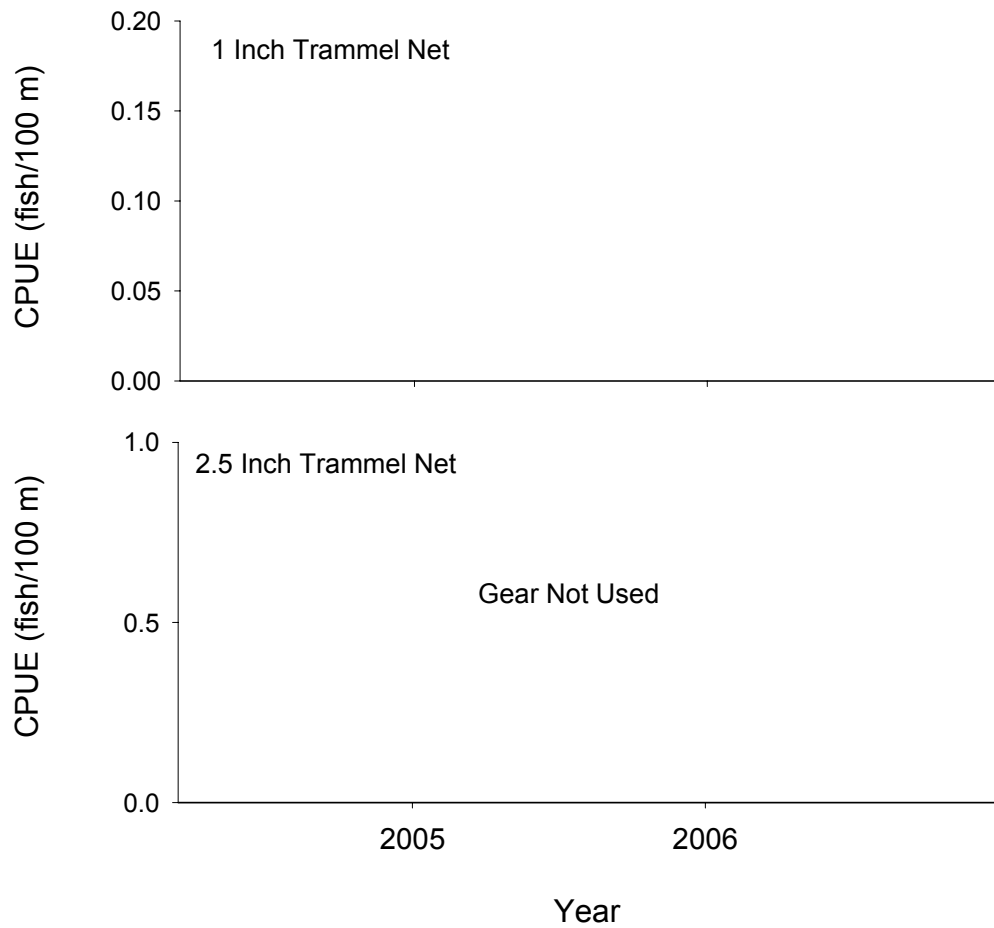 0.20
1 Inch Trammel Net
0.15
0.10
0.05
0.00
CPUE (fish/100 m)
1.0
2.5 Inch Trammel Net
Gear Not Used
0.5
0.0
CPUE (fish/100 m)
2005 2006
Year